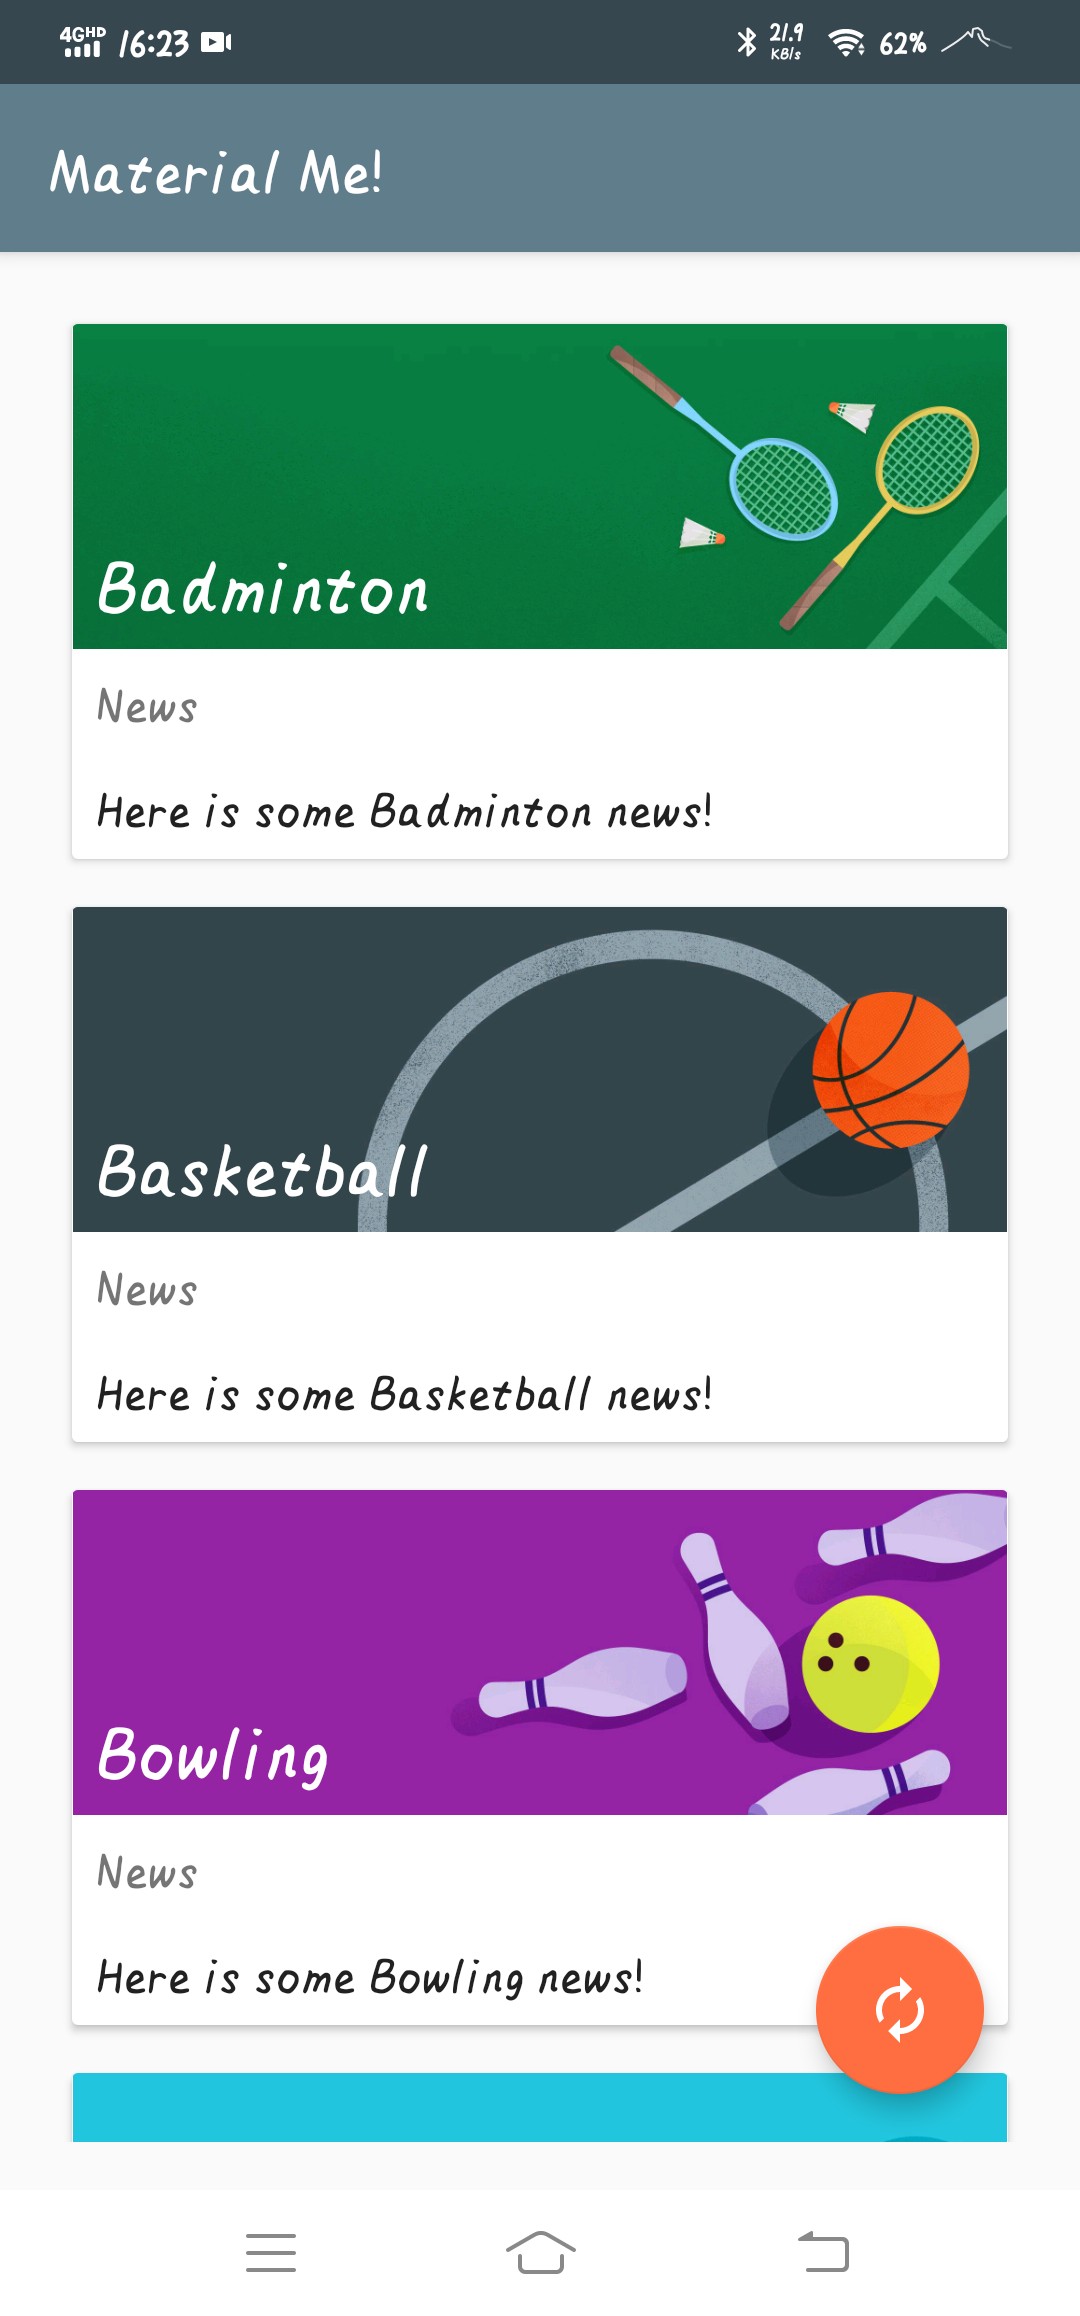 4GHD 16:23 21.9 KB/s 62%
Material Me!
Badminton
News
Here is some Badminton news!
Basketball
News
Here is some Basketball news!
Bowling
News
Here is some Bowling news!